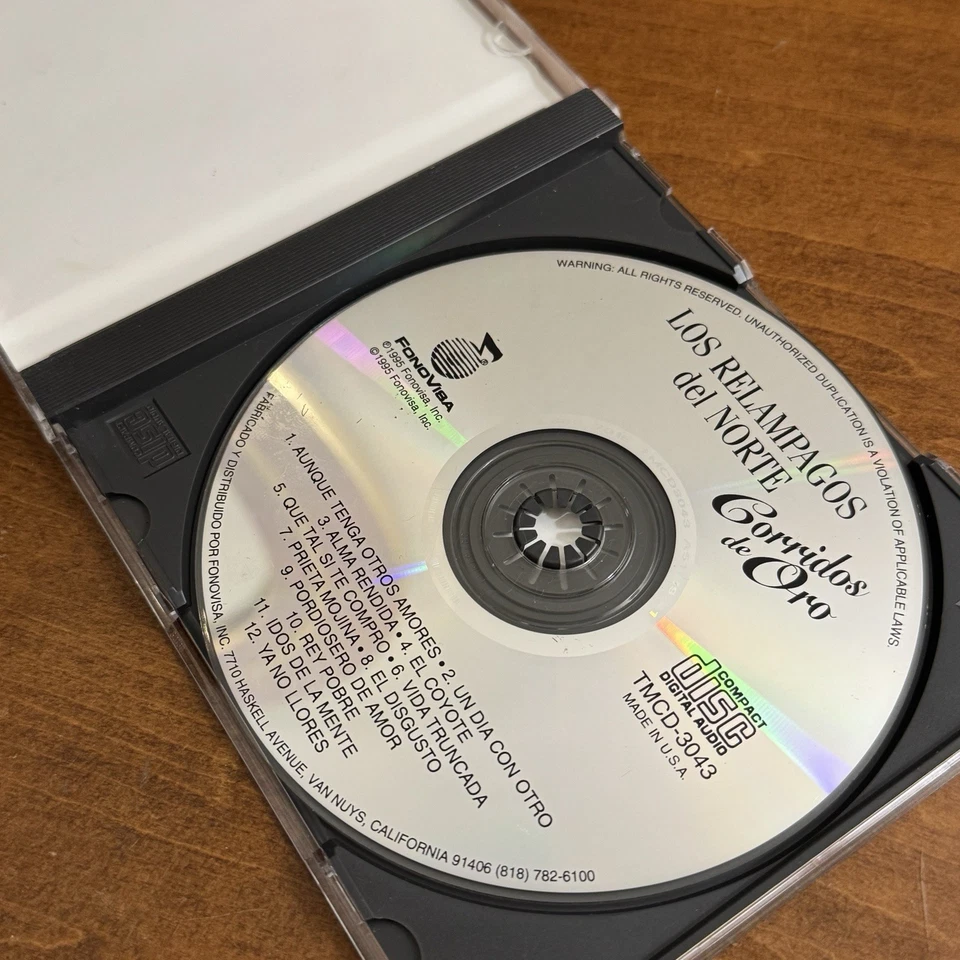 WARNING: ALL RIGHTS RESERVED. UNAUTHORIZED DUPLICATION IS A VIOLATION OF APPLICABLE LAWS.
LOS RELAMPAGOS
del NORTE
Corridos
de Oro
FONOVISA
®
℗1995 Fonovisa, Inc.
©1995 Fonovisa, Inc.
COMPACT
disc
DIGITAL AUDIO
TMCD-3043
MADE IN U.S.A.
1. AUNQUE TENGA OTRO AMORES • 2. UN DIA CON OTRO
3. ALMA RENDIDA • 4. EL COYOTE
5. QUE TAL SI TE COMPRO • 6. VIDA TRUNCADA
7. PRIETA MOJINA • 8. EL DISGUSTO
9. PORDIOSERO DE AMOR
10. REY POBRE
11. IDOS DE LA MENTE
12. YA NO LLORES
FABRICADO Y DISTRIBUIDO POR FONOVISA, INC. 7710 HASKELL AVENUE, VAN NUYS, CALIFORNIA 91406 (818) 782-6100